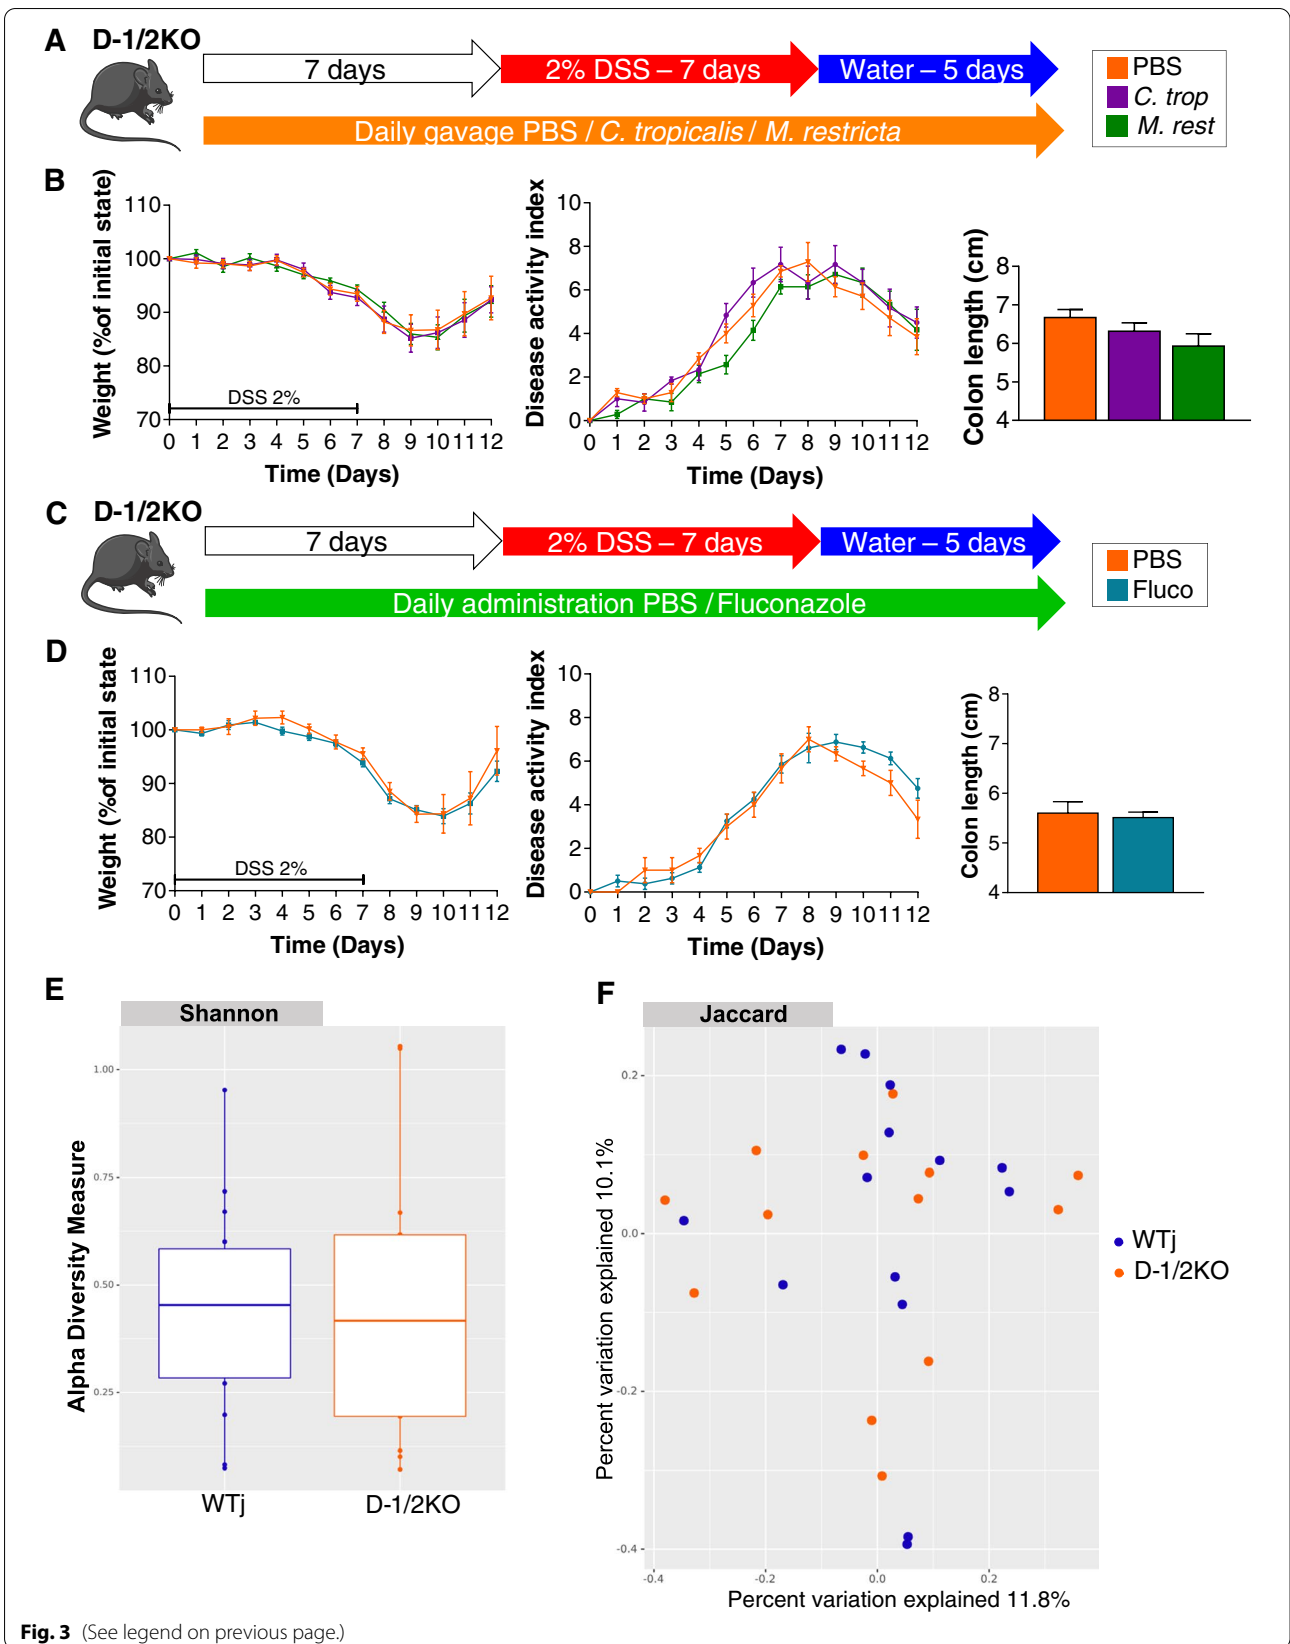 A D-1/2KO
7 days
2% DSS – 7 days
Water – 5 days
Daily gavage PBS / C. tropicalis / M. restricta
PBS
C. trop
M. rest
B
Weight (%of initial state)
110
100
90
80
70
DSS 2%
0 1 2 3 4 5 6 7 8 9 10 11 12
Time (Days)
Disease activity index
10
8
6
4
2
0
0 1 2 3 4 5 6 7 8 9 10 11 12
Time (Days)
Colon length (cm)
8
7
6
5
4
C D-1/2KO
7 days
2% DSS – 7 days
Water – 5 days
Daily administration PBS / Fluconazole
PBS
Fluco
D
Weight (%of initial state
110
100
90
80
70
DSS 2%
0 1 2 3 4 5 6 7 8 9 10 11 12
Time (Days)
Disease activity index
10
8
6
4
2
0
0 1 2 3 4 5 6 7 8 9 10 11 12
Time (Days)
Colon length (cm)
8
7
6
5
4
E
Shannon
Alpha Diversity Measure
1.00
0.75
0.50
0.25
WTj
D-1/2KO
F
Jaccard
Percent variation explained 10.1%
0.2
0.0
-0.2
-0.4
-0.4 -0.2 0.0 0.2
Percent variation explained 11.8%
WTj
D-1/2KO
Fig. 3 (See legend on previous page.)